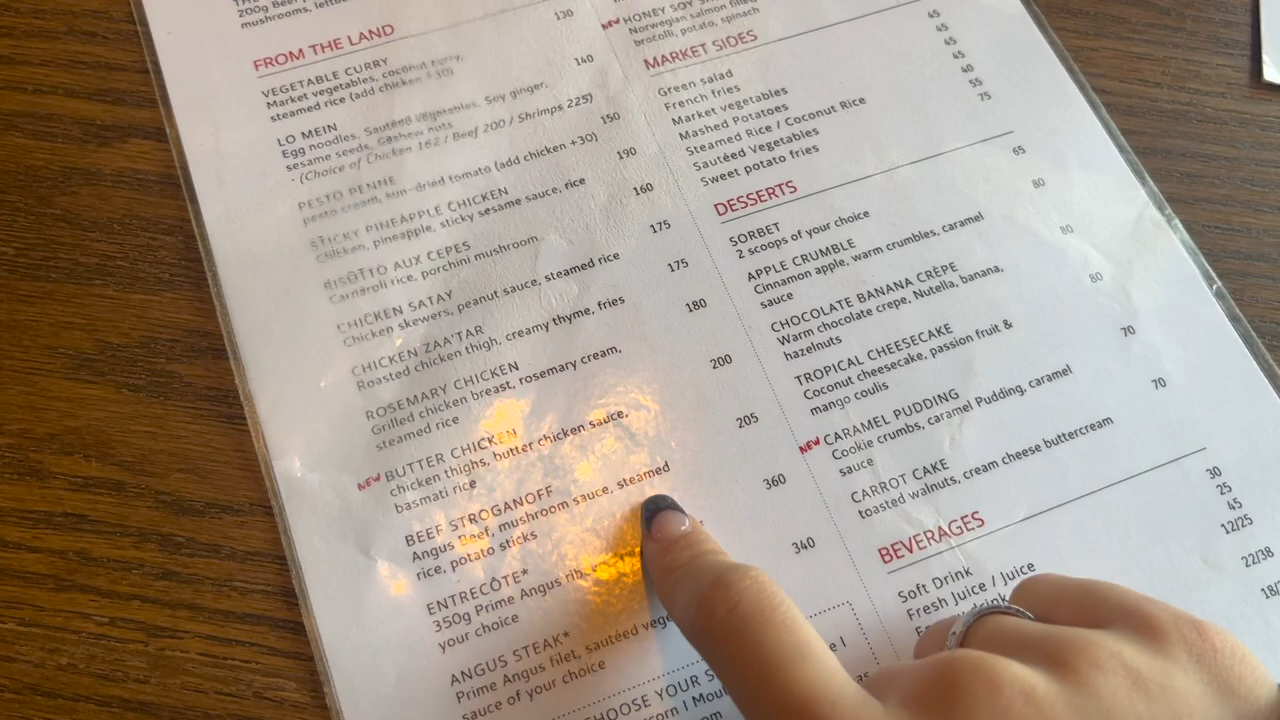 200g Beef
mushrooms, lettu
130
FROM THE LAND
VEGETABLE CURRY 140
Market vegetables, coconut curry,
steamed rice (add chicken +30)
LO MEIN
Egg noodles, Sautéed Vegetables, Soy ginger,
sesame seeds, Cashew nuts
(Choice of Chicken 162 / Beef 200 / Shrimps 225)
PESTO PENNE 150
pesto cream, sun-dried tomato (add chicken +30)
STICKY PINEAPPLE CHICKEN 190
Chicken, pineapple, sticky sesame sauce, rice
RISOTTO AUX CEPES 160
Carnaroli rice, porchini mushroom
CHICKEN SATAY 175
Chicken skewers, peanut sauce, steamed rice
CHICKEN ZAA'TAR 175
Roasted chicken thigh, creamy thyme, fries
ROSEMARY CHICKEN 180
Grilled chicken breast, rosemary cream,
steamed rice
NEW BUTTER CHICKEN 200
chicken thighs, butter chicken sauce,
basmati rice
BEEF STROGANOFF 205
Angus Beef, mushroom sauce, steamed
rice, potato sticks
ENTRECÔTE* 360
350g Prime Angus rib
your choice
ANGUS STEAK* 340
Prime Angus filet, sautéed vege
sauce of your choice
CHOOSE YOUR S
NEW HONEY SOY
Norwegian salmon filled
brocolli, potato, spinach
MARKET SIDES
Green salad 45
French fries 45
Market vegetables 45
Mashed Potatoes 45
Steamed Rice / Coconut Rice 40
Sautéed Vegetables 55
Sweet potato fries 75
DESSERTS
SORBET 65
2 scoops of your choice
APPLE CRUMBLE 80
Cinnamon apple, warm crumbles, caramel
sauce
CHOCOLATE BANANA CRÈPE 80
Warm chocolate crepe, Nutella, banana,
hazelnuts
TROPICAL CHEESECAKE 80
Coconut cheesecake, passion fruit &
mango coulis
NEW CARAMEL PUDDING 70
Cookie crumbs, caramel Pudding, caramel
sauce
CARROT CAKE 70
toasted walnuts, cream cheese buttercream
BEVERAGES
Soft Drink 30
Fresh Juice / Juice 25
drink 45
12/25
22/38
18/